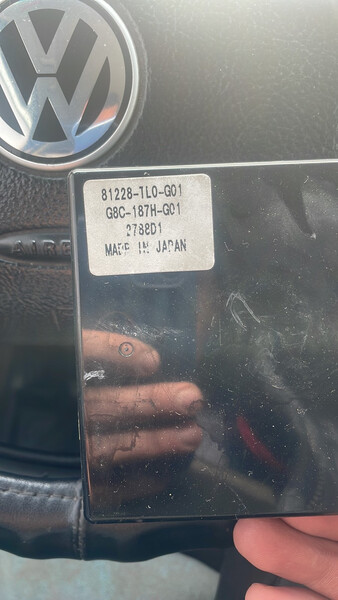 81228-TL0-G01
G8C-187H-G01
2788D1
MADE IN JAPAN